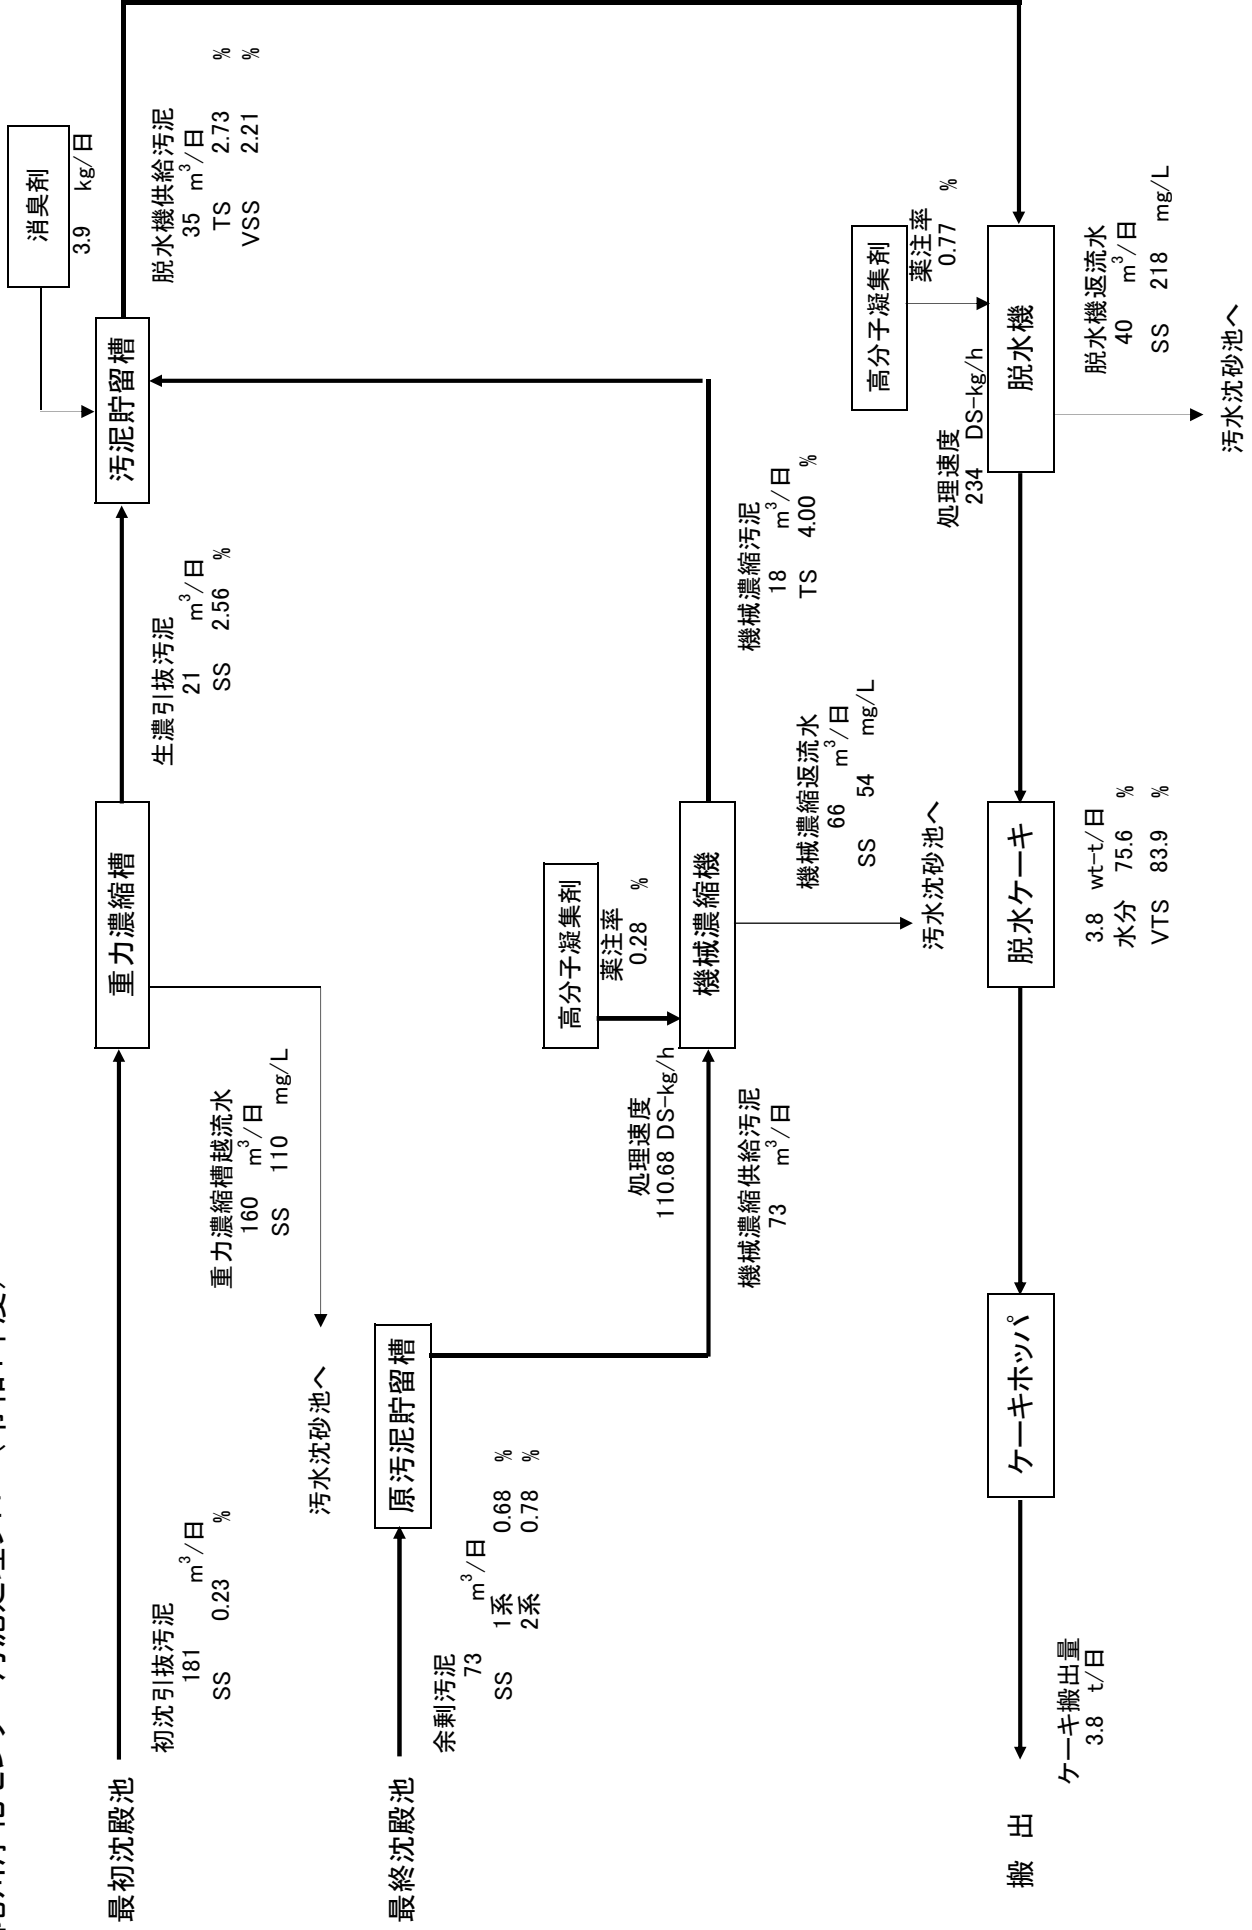 最初沈殿池
初沈引抜汚泥
181 m³/日
SS 0.23 %
重力濃縮槽
重力濃縮槽越流水
160 m³/日
SS 110 mg/L
汚水沈砂池へ
生濃引抜汚泥
21 m³/日
SS 2.56 %
汚泥貯留槽
消臭剤
3.9 kg/日
脱水機供給汚泥
35 m³/日
TS 2.73 %
VSS 2.21 %
最終沈殿池
余剰汚泥
73 m³/日
SS 1系 0.68 %
2系 0.78 %
原汚泥貯留槽
高分子凝集剤
薬注率
0.28 %
処理速度
110.68 DS-kg/h
機械濃縮機
機械濃縮供給汚泥
73 m³/日
機械濃縮汚泥
18 m³/日
TS 4.00 %
機械濃縮返流水
66 m³/日
SS 54 mg/L
汚水沈砂池へ
高分子凝集剤
薬注率
0.77 %
処理速度
234 DS-kg/h
脱水機
脱水機返流水
40 m³/日
SS 218 mg/L
汚水沈砂池へ
脱水ケーキ
3.8 wt-t/日
水分 75.6 %
VTS 83.9 %
ケーキホッパ
ケーキ搬出量
3.8 t/日
搬 出